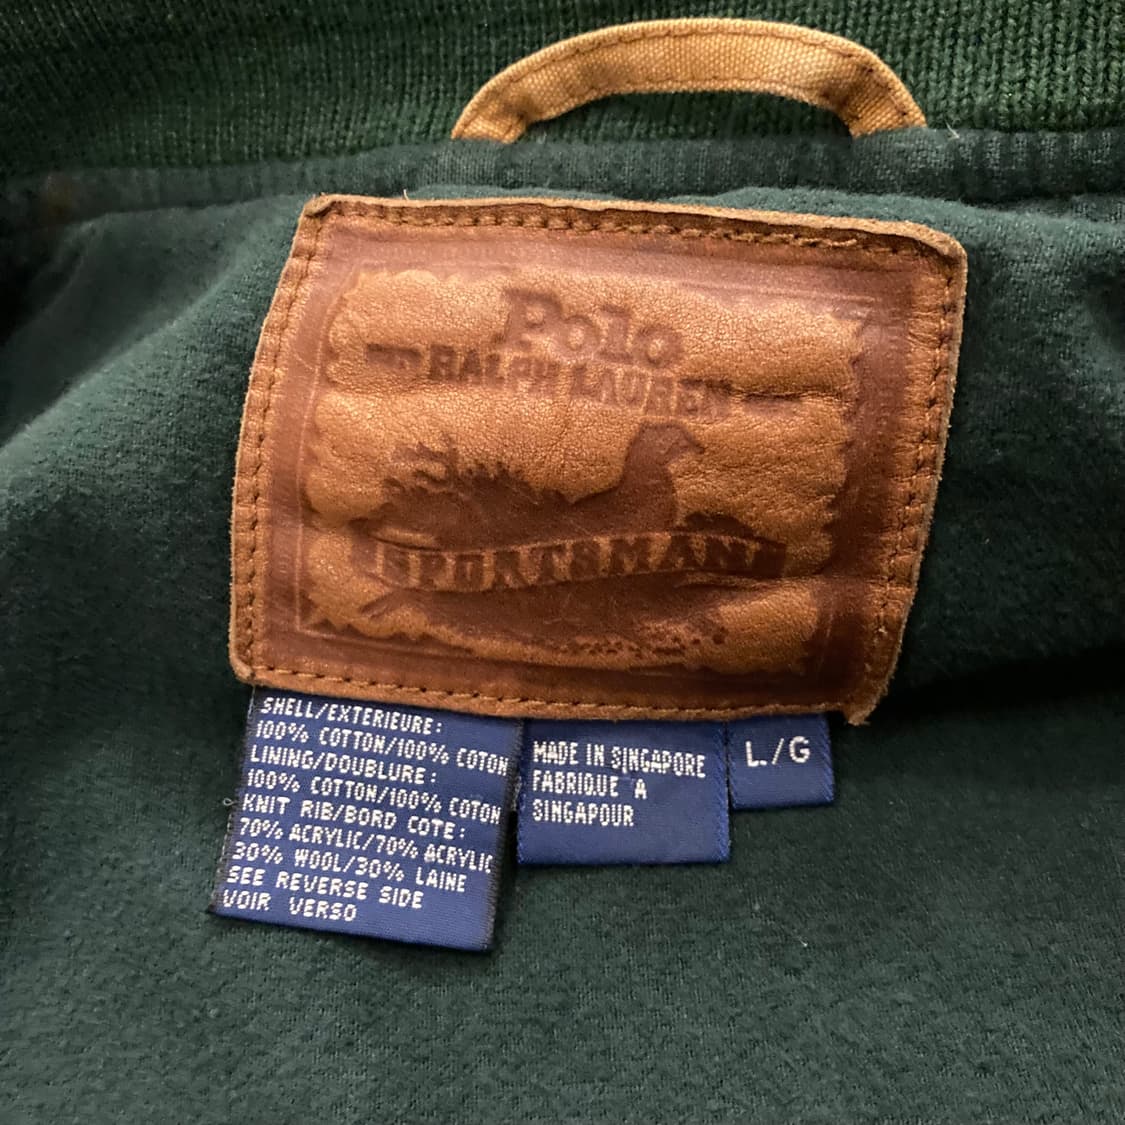 Polo
RALPH LAUREN
SPORTSMAN
SHELL/EXTERIEURE:
100% COTTON/100% COTON
LINING/DOUBLURE:
100% COTTON/100% COTON
KNIT RIB/BORD COTE:
70% ACRYLIC/70% ACRYLIC
30% WOOL/30% LAINE
SEE REVERSE SIDE
VOIR VERSO
MADE IN SINGAPORE
FABRIQUE A
SINGAPOUR
L/G